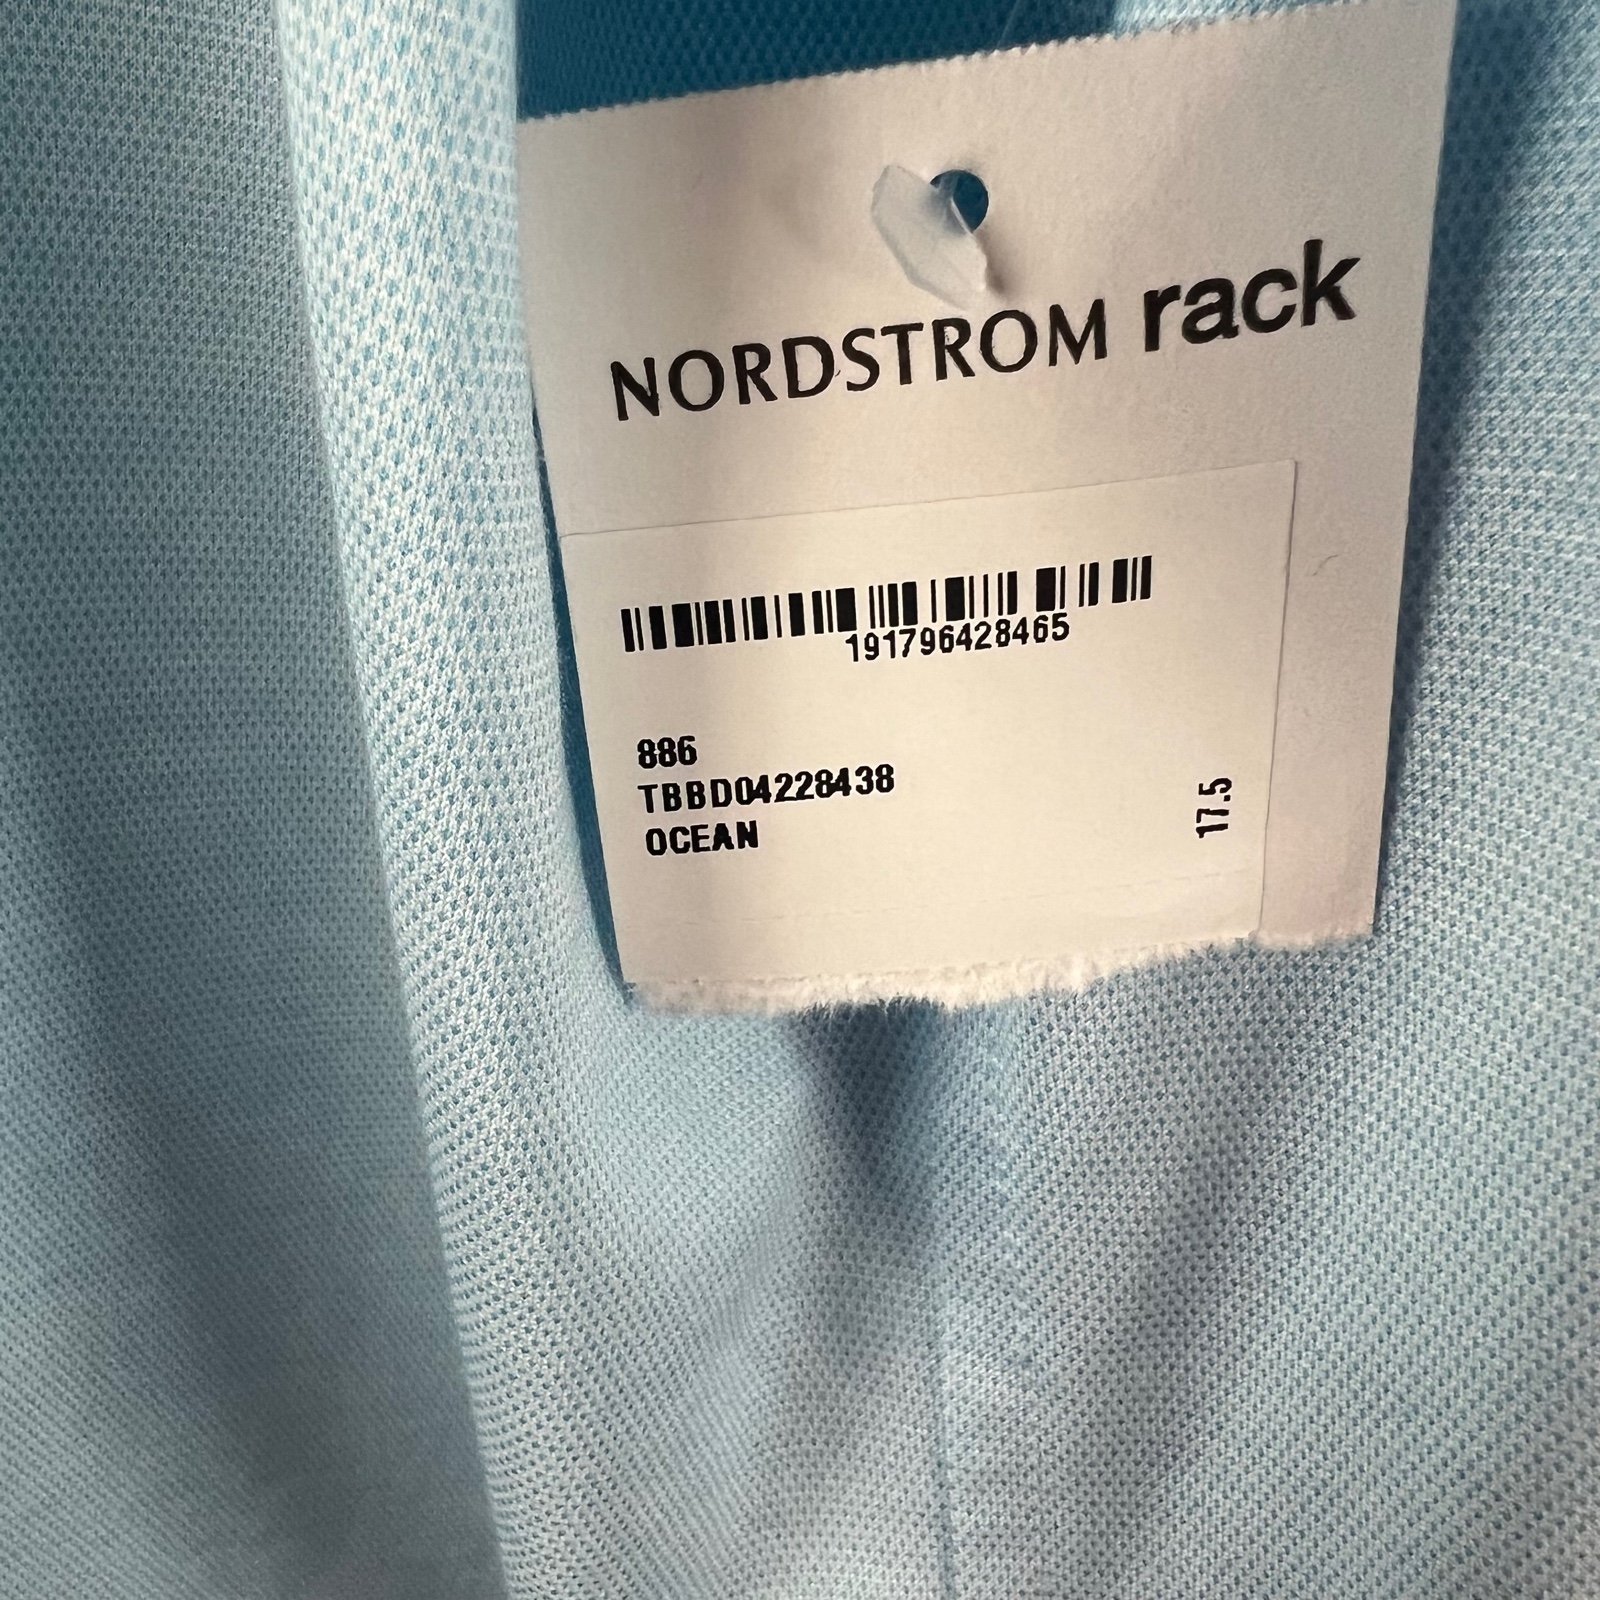 NORDSTROM rack
191796428465
886
TBBD04228438
OCEAN
17.5